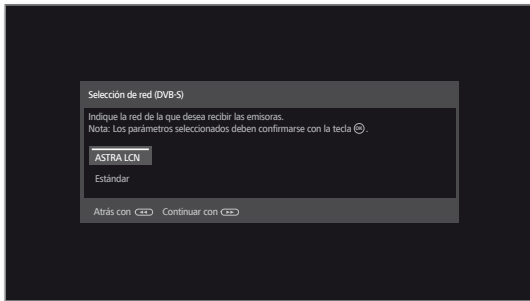 Selección de red (DVB-S)
Indique la red de la que desea recibir las emisoras.
Nota: Los parámetros seleccionados deben confirmarse con la tecla OK.
ASTRA LCN
Estándar
Atrás con ◄◄ Continuar con ►►